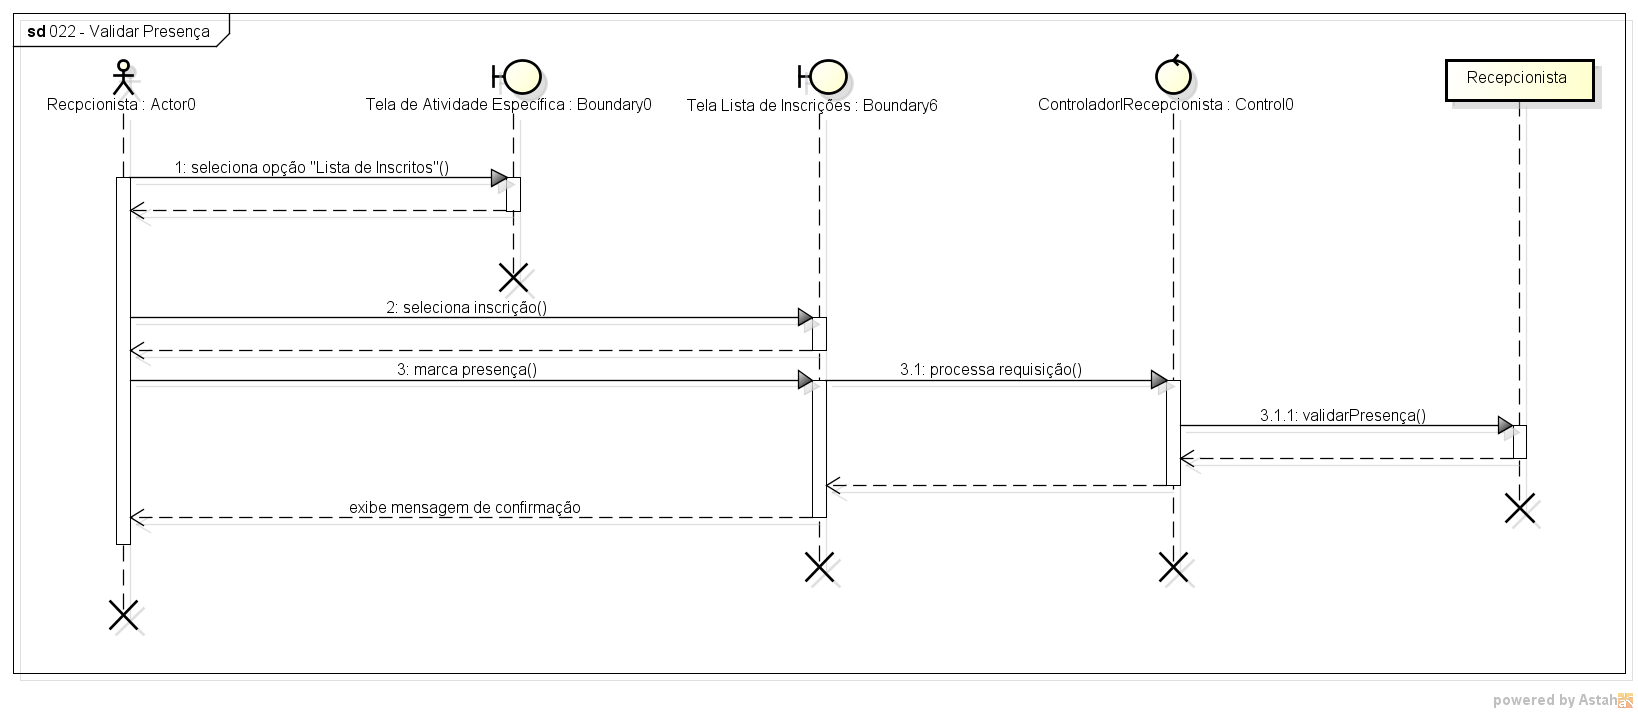 sd 022 - Validar Presença
Recpcionista : Actor0
Tela de Atividade Específica : Boundary0
Tela Lista de Inscrições : Boundary6
ControladorIRecepcionista : Control0
Recepcionista
1: seleciona opção "Lista de Inscritos"()
2: seleciona inscrição()
3: marca presença()
3.1: processa requisição()
3.1.1: validarPresença()
exibe mensagem de confirmação
powered by Astah